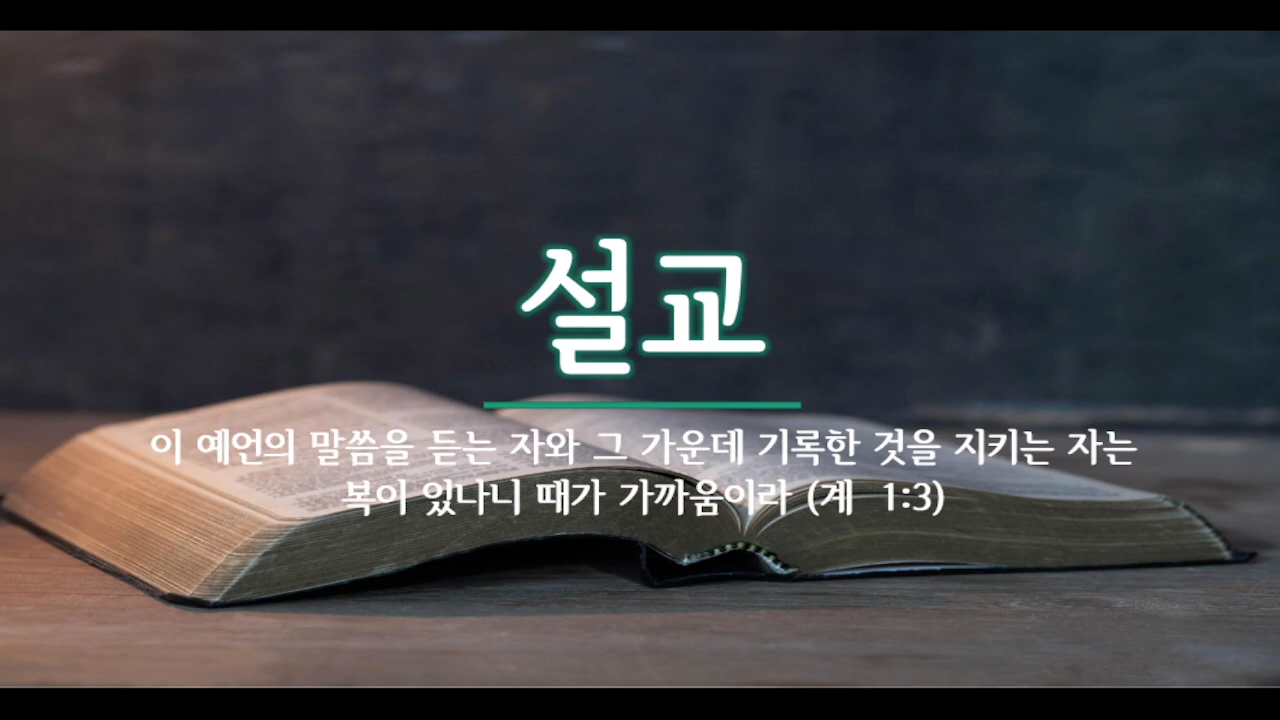 설교
이 예언의 말씀을 듣는 자와 그 가운데 기록한 것을 지키는 자는
복이 있나니 때가 가까움이라 (계 1:3)